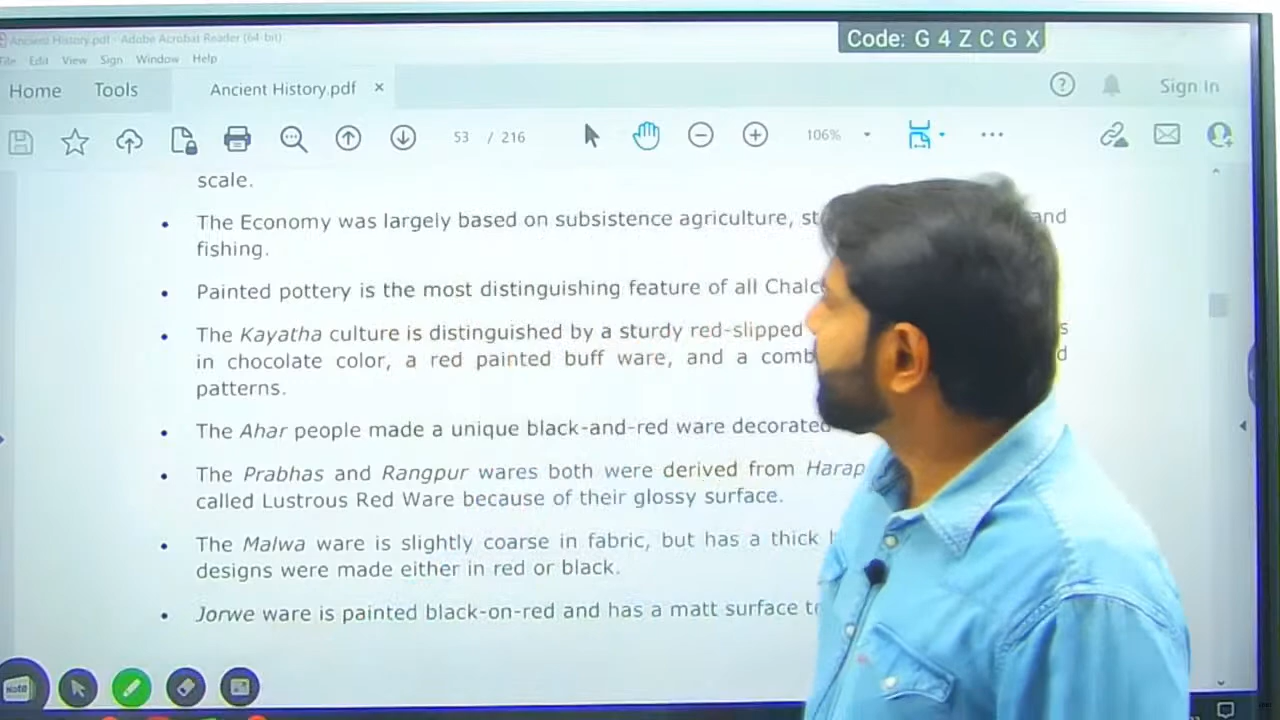 Code: G 4 Z C G X
Ancient History.pdf - Adobe Acrobat Reader (64-bit)
File Edit View Sign Window Help
Home Tools Ancient History.pdf × ? Sign In
53 / 216 106%
scale.
• The Economy was largely based on subsistence agriculture, and
fishing.
• Painted pottery is the most distinguishing feature of all
• The Kayatha culture is distinguished by a sturdy red-slipped
in chocolate color, a red painted buff ware, and a
patterns.
• The Ahar people made a unique black-and-red ware decorated
• The Prabhas and Rangpur wares both were derived from
called Lustrous Red Ware because of their glossy surface.
• The Malwa ware is slightly coarse in fabric, but has a thick
designs were made either in red or black.
• Jorwe ware is painted black-on-red and has a matt surface
Note